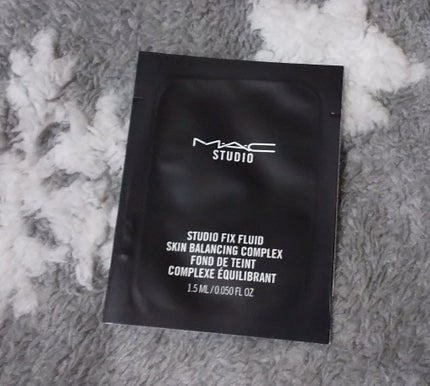 M·A·C
STUDIO
STUDIO FIX FLUID
SKIN BALANCING COMPLEX
FOND DE TEINT
COMPLEXE ÉQUILIBRANT
1.5 ML / 0.050 FL OZ